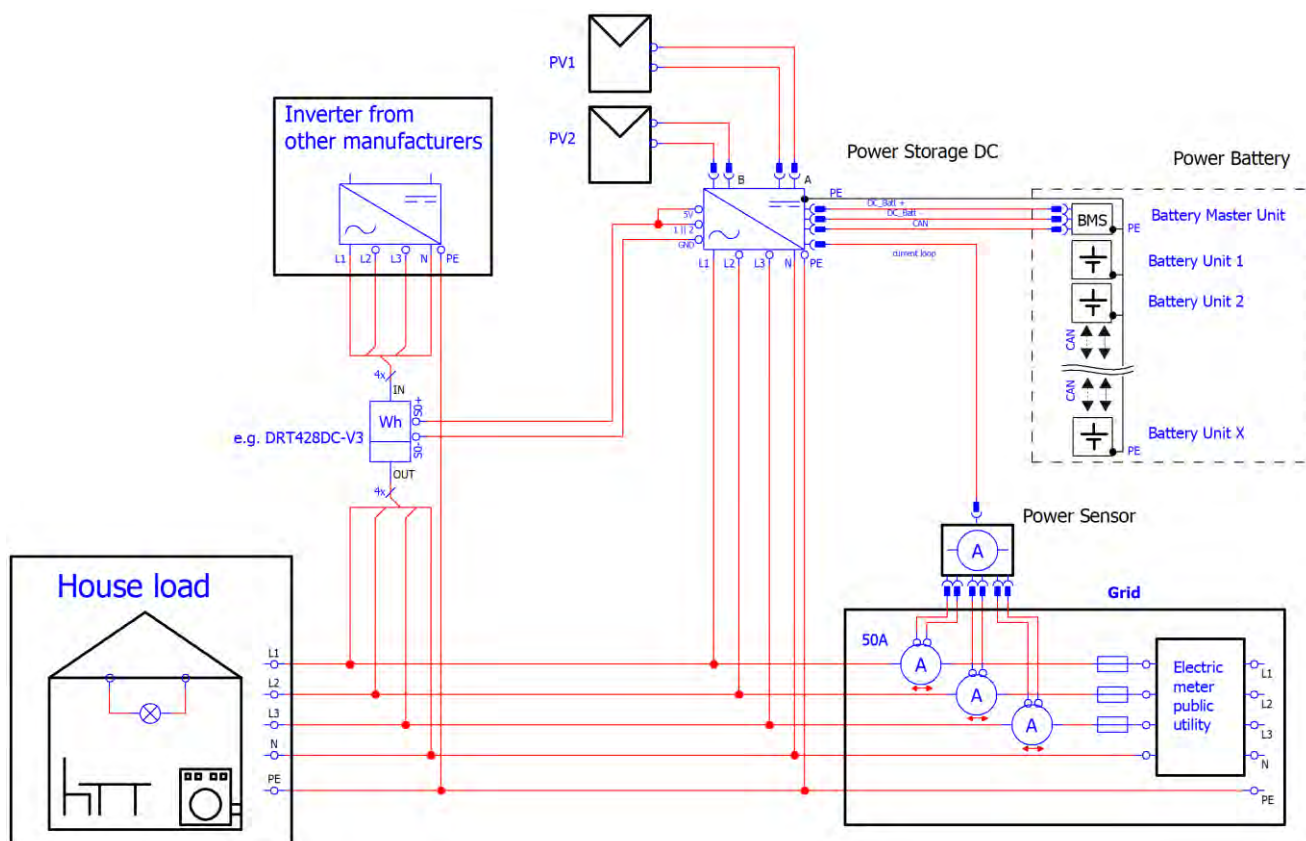 PV1
PV2
Inverter from
other manufacturers
L1
L2
L3
N
PE
Power Storage DC
Power Battery
B
A
PE
5V
1 || 2
GND
DC_Batt +
DC_Batt -
CAN
current loop
L1
L2
L3
N
PE
BMS
PE
Battery Master Unit
Battery Unit 1
Battery Unit 2
CAN
CAN
Battery Unit X
PE
4x
IN
Wh
S0+
S0-
e.g. DRT428DC-V3
OUT
4x
Power Sensor
A
Grid
House load
50A
A
A
A
L1
L2
L3
N
PE
Electric
meter
public
utility
L1
L2
L3
N
PE